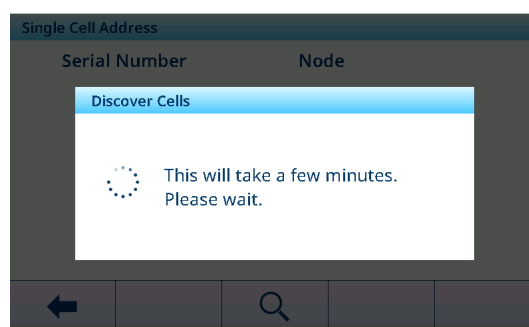 Single Cell Address
Serial Number Node
Discover Cells
This will take a few minutes.
Please wait.